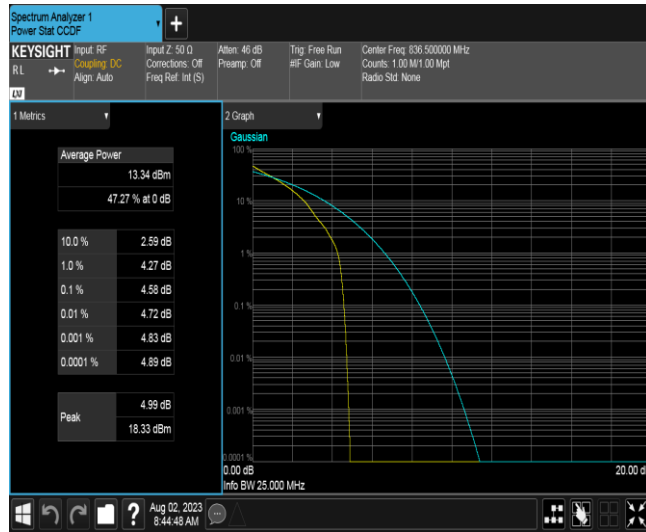 Spectrum Analyzer 1
Power Stat CCDF
+
KEYSIGHT
RL
LXI
Input: RF
Coupling: DC
Align: Auto
Input Z: 50 Ω
Corrections: Off
Freq Ref: Int (S)
Atten: 46 dB
Preamp: Off
Trig: Free Run
#IF Gain: Low
Center Freq: 836.500000 MHz
Counts: 1.00 M/1.00 Mpt
Radio Std: None
1 Metrics
Average Power
13.34 dBm
47.27 % at 0 dB
10.0 % 2.59 dB
1.0 % 4.27 dB
0.1 % 4.58 dB
0.01 % 4.72 dB
0.001 % 4.83 dB
0.0001 % 4.89 dB
Peak
4.99 dB
18.33 dBm
2 Graph
Gaussian
100 %
10 %
1 %
0.1 %
0.01 %
0.001 %
0.0001 %
0.00 dB
20.00 d
Info BW 25.000 MHz
?
Aug 02, 2023
8:44:48 AM